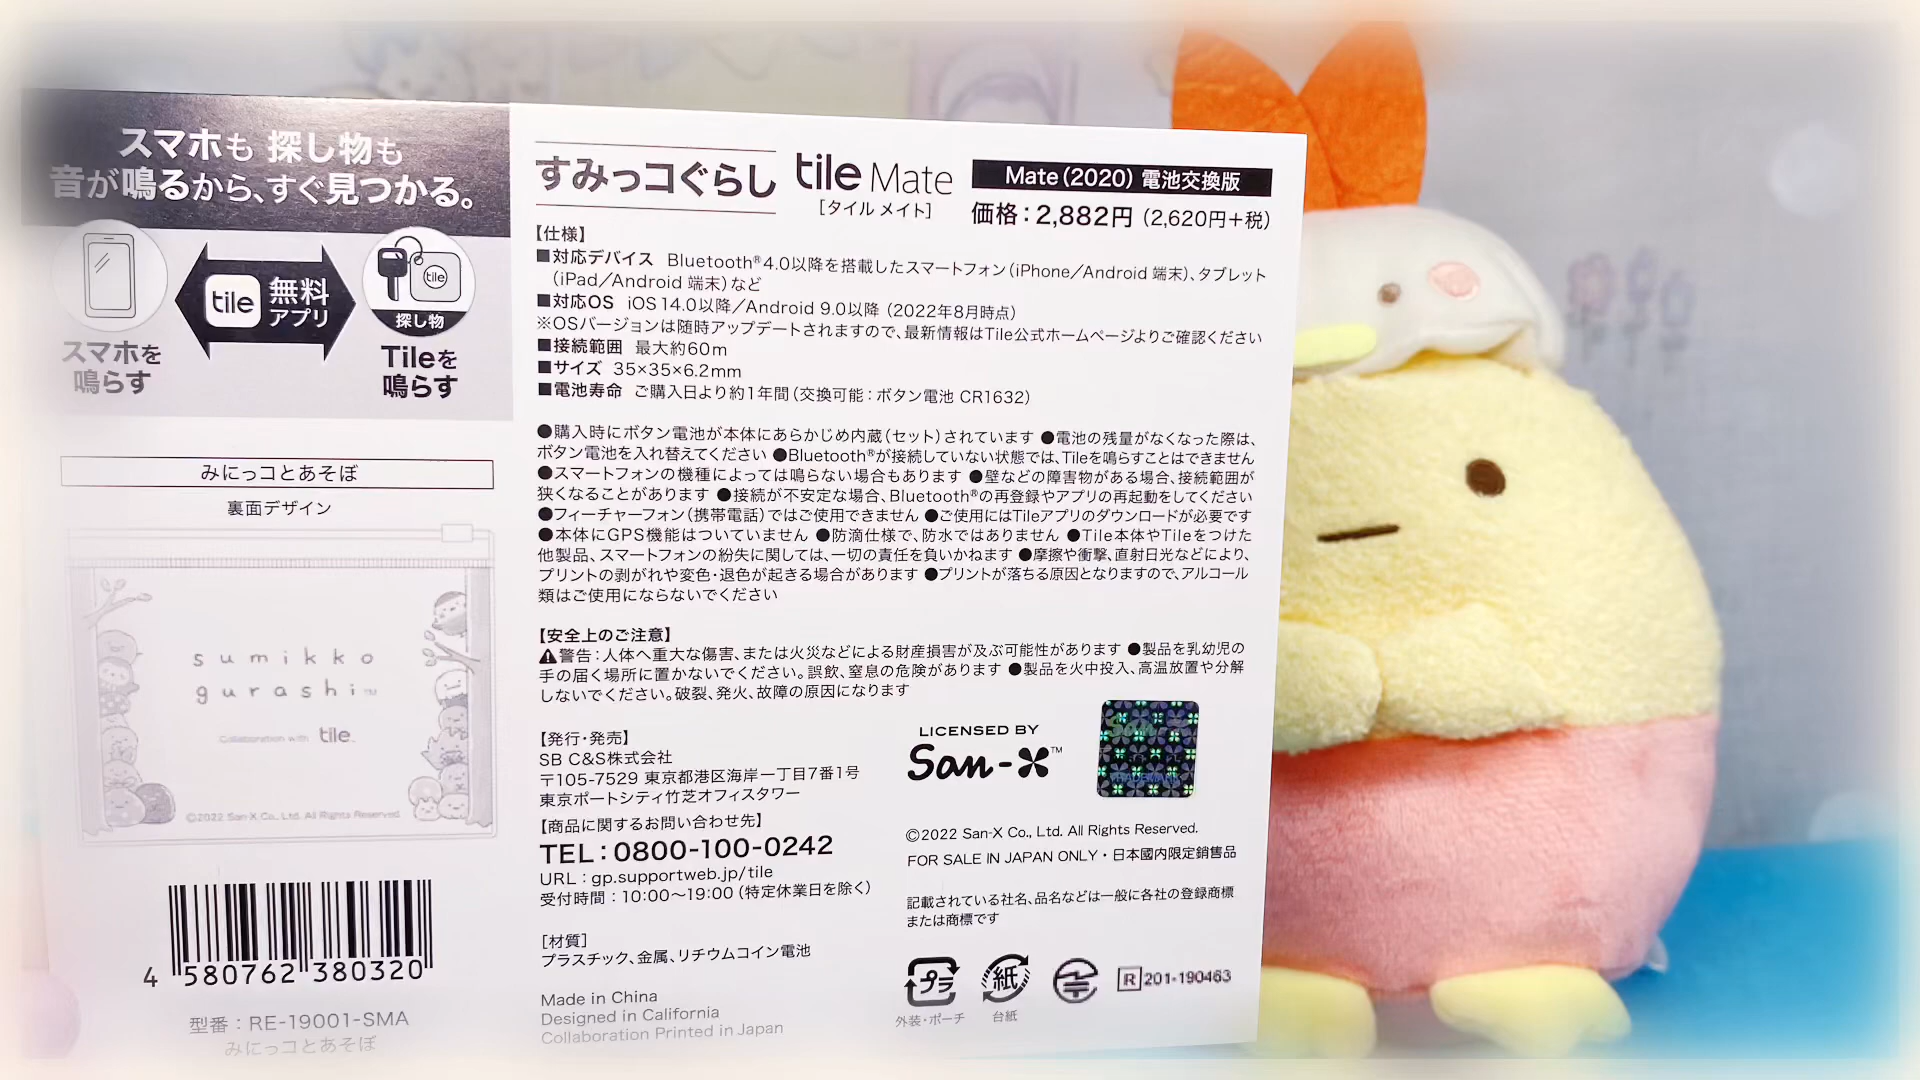 スマホも 探し物も
音が鳴るから、すぐ見つかる。
tile 無料
アプリ
tile
探し物
スマホを
鳴らす
Tileを
鳴らす
みにっコとあそぼ
裏面デザイン
sumikko
gurashi™
Collaboration with tile.
©2022 San-X Co., Ltd. All Rights Reserved.
4 580762 380320
型番：RE-19001-SMA
みにっコとあそぼ
すみっコぐらし tile Mate
［タイル メイト］
Mate（2020）電池交換版
価格：2,882円（2,620円＋税）
【仕様】
■対応デバイス Bluetooth®4.0以降を搭載したスマートフォン（iPhone／Android 端末）、タブレット
（iPad／Android 端末）など
■対応OS iOS 14.0以降／Android 9.0以降（2022年8月時点）
※OSバージョンは随時アップデートされますので、最新情報はTile公式ホームページよりご確認ください
■接続範囲 最大約60m
■サイズ 35×35×6.2mm
■電池寿命 ご購入日より約1年間（交換可能：ボタン電池 CR1632）
●購入時にボタン電池が本体にあらかじめ内蔵（セット）されています ●電池の残量がなくなった際は、
ボタン電池を入れ替えてください ●Bluetooth®が接続していない状態では、Tileを鳴らすことはできません
●スマートフォンの機種によっては鳴らない場合もあります ●壁などの障害物がある場合、接続範囲が
狭くなることがあります ●接続が不安定な場合、Bluetooth®の再登録やアプリの再起動をしてください
●フィーチャーフォン（携帯電話）ではご使用できません ●ご使用にはTileアプリのダウンロードが必要です
●本体にGPS機能はついていません ●防滴仕様で、防水ではありません ●Tile本体やTileをつけた
他製品、スマートフォンの紛失に関しては、一切の責任を負いかねます ●摩擦や衝撃、直射日光などにより、
プリントの剥がれや変色・退色が起きる場合があります ●プリントが落ちる原因となりますので、アルコール
類はご使用にならないでください
【安全上のご注意】
⚠警告：人体へ重大な傷害、または火災などによる財産損害が及ぶ可能性があります ●製品を乳幼児の
手の届く場所に置かないでください。誤飲、窒息の危険があります ●製品を火中投入、高温放置や分解
しないでください。破裂、発火、故障の原因になります
【発行・発売】
SB C&S株式会社
〒105-7529 東京都港区海岸一丁目7番1号
東京ポートシティ竹芝オフィスタワー
【商品に関するお問い合わせ先】
TEL：0800-100-0242
URL：gp.supportweb.jp/tile
受付時間：10:00～19:00（特定休業日を除く）
［材質］
プラスチック、金属、リチウムコイン電池
Made in China
Designed in California
Collaboration Printed in Japan
LICENSED BY
San-X™
©2022 San-X Co., Ltd. All Rights Reserved.
FOR SALE IN JAPAN ONLY・日本國内限定銷售品
記載されている社名、品名などは一般に各社の登録商標
または商標です
プラ
外装・ポーチ
紙
台紙
R 201-190463